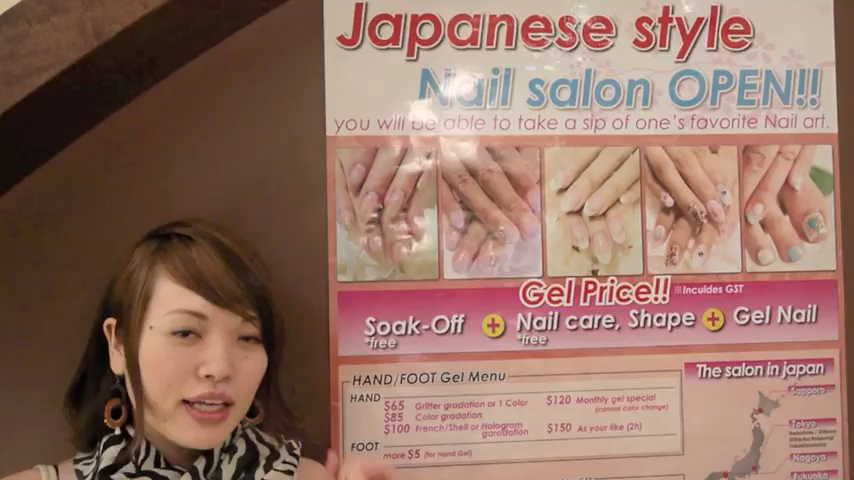 Japanese style
Nail salon OPEN!!
you will be able to take a sip of one's favorite Nail art.
Gel Price!! ※Inculdes GST
Soak-Off + Nail care, Shape + Gel Nail
*free *free
HAND/FOOT Gel Menu
HAND
$65 Gritter gradation or 1 Color
$85 Color gradation
$100 French/Shell or Hologram
garadation
$120 Monthly gel special
(cannot color change)
$150 As your like (2h)
FOOT
more $5 (for Hand Gel)
The salon in japan
Sapporo
Tokyo
Nagoya
Fukuoka